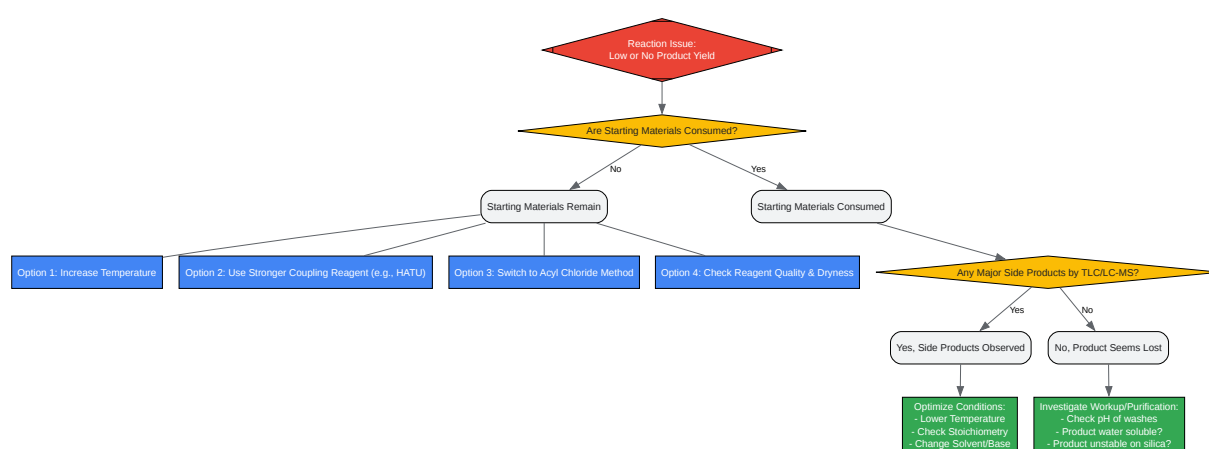 Reaction Issue:
Low or No Product Yield
Are Starting Materials Consumed?
No
Yes
Starting Materials Remain
Starting Materials Consumed
Option 1: Increase Temperature
Option 2: Use Stronger Coupling Reagent (e.g., HATU)
Option 3: Switch to Acyl Chloride Method
Option 4: Check Reagent Quality & Dryness
Any Major Side Products by TLC/LC-MS?
Yes
No
Yes, Side Products Observed
No, Product Seems Lost
Optimize Conditions:
- Lower Temperature
- Check Stoichiometry
- Change Solvent/Base
Investigate Workup/Purification:
- Check pH of washes
- Product water soluble?
- Product unstable on silica?